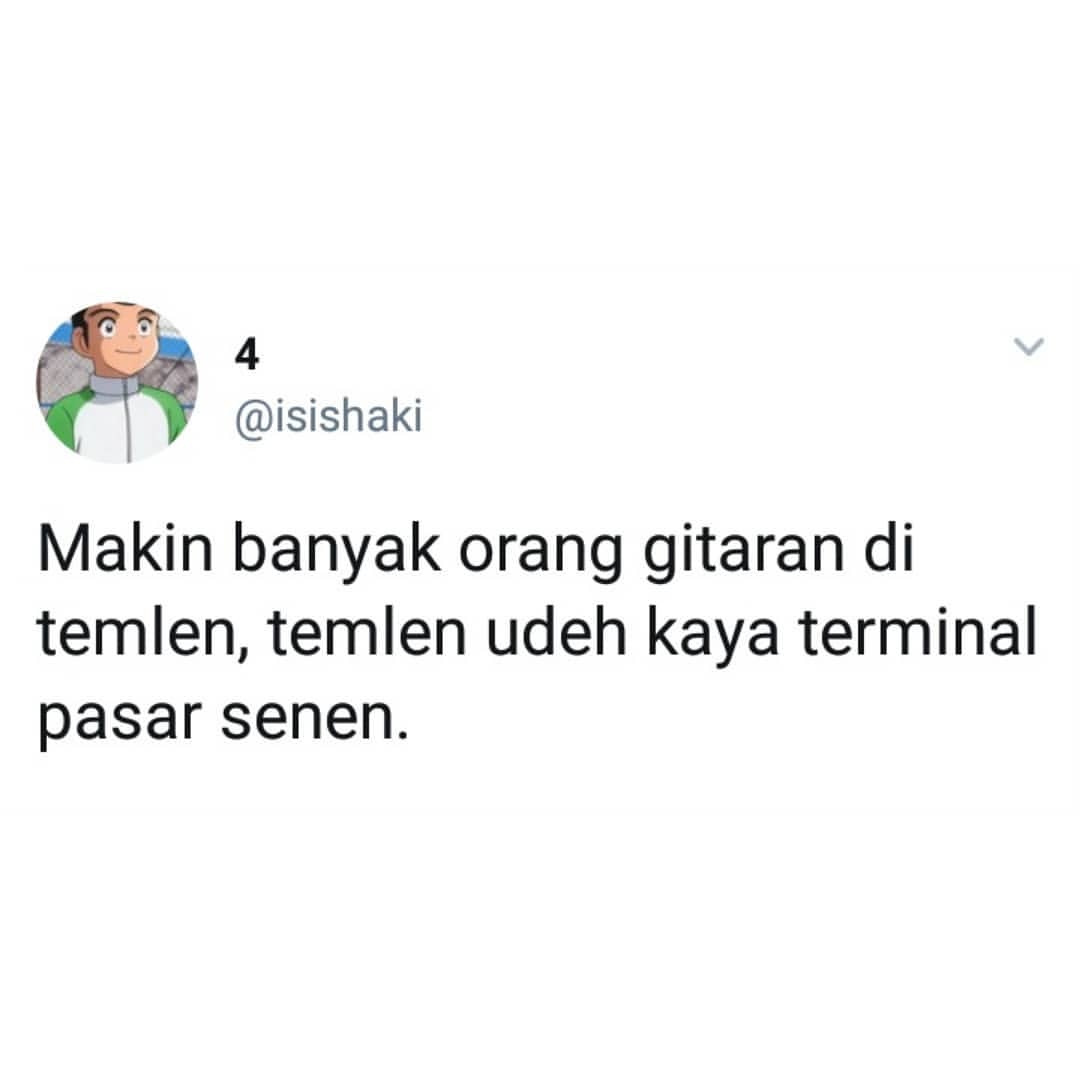 4
@isishaki
Makin banyak orang gitaran di
temlen, temlen udeh kaya terminal
pasar senen.